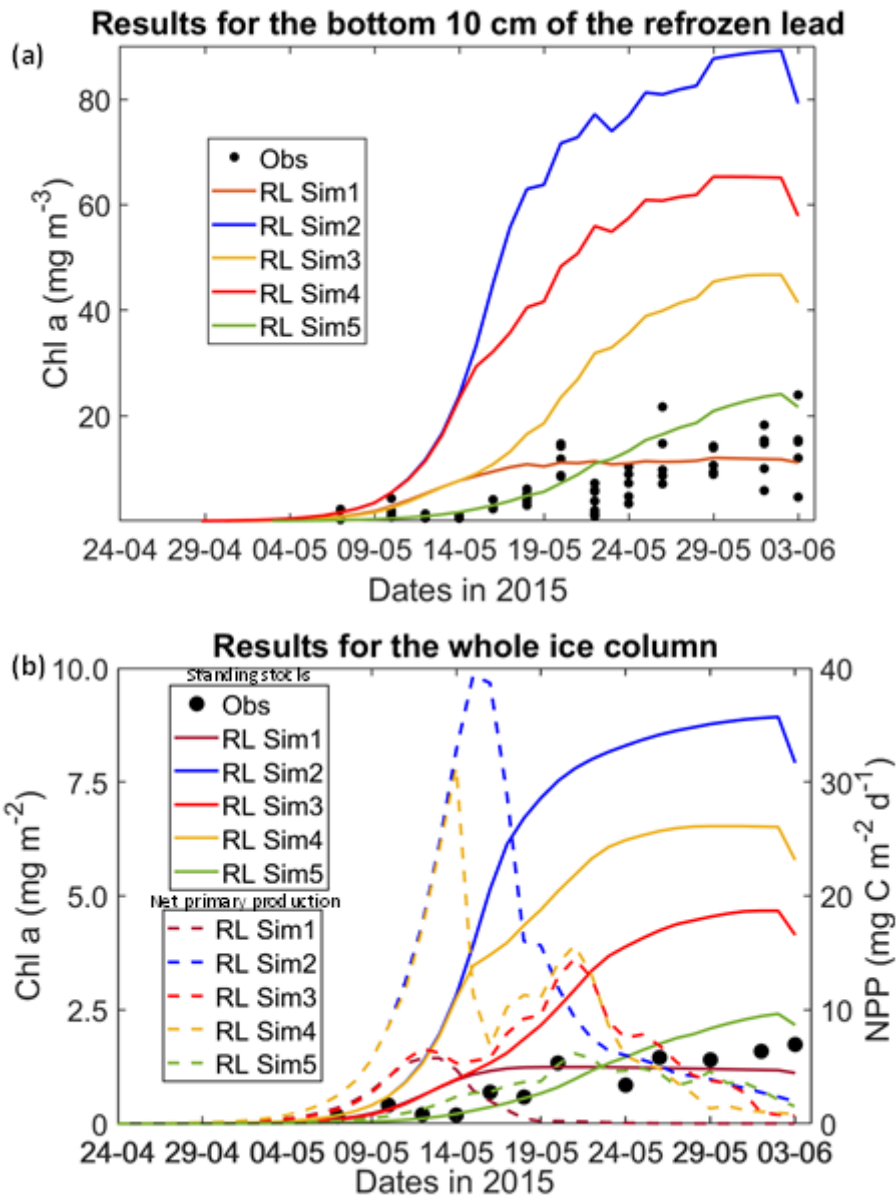 Results for the bottom 10 cm of the refrozen lead
(a)
80
60
40
20
Chl a (mg m⁻³)
Obs
RL Sim1
RL Sim2
RL Sim3
RL Sim4
RL Sim5
24-04 29-04 04-05 09-05 14-05 19-05 24-05 29-05 03-06
Dates in 2015
Results for the whole ice column
(b)
10.0
7.5
5.0
2.5
0
Chl a (mg m⁻²)
Standing stocks
Obs
RL Sim1
RL Sim2
RL Sim3
RL Sim4
RL Sim5
Net primary production
RL Sim1
RL Sim2
RL Sim3
RL Sim4
RL Sim5
40
30
20
10
0
NPP (mg C m⁻² d⁻¹)
24-04 29-04 04-05 09-05 14-05 19-05 24-05 29-05 03-06
Dates in 2015